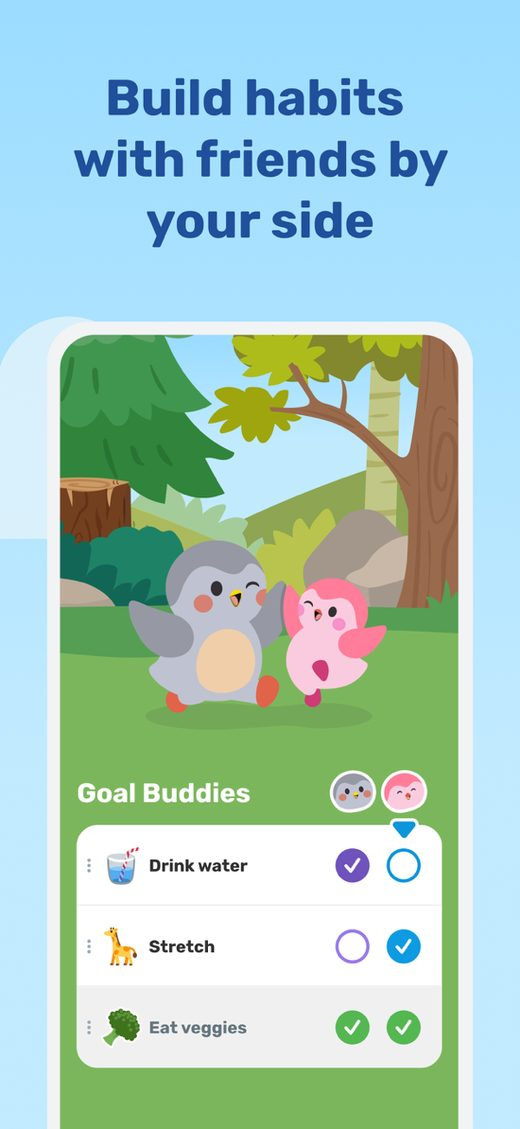 Build habits
with friends by
your side
Goal Buddies
Drink water
Stretch
Eat veggies